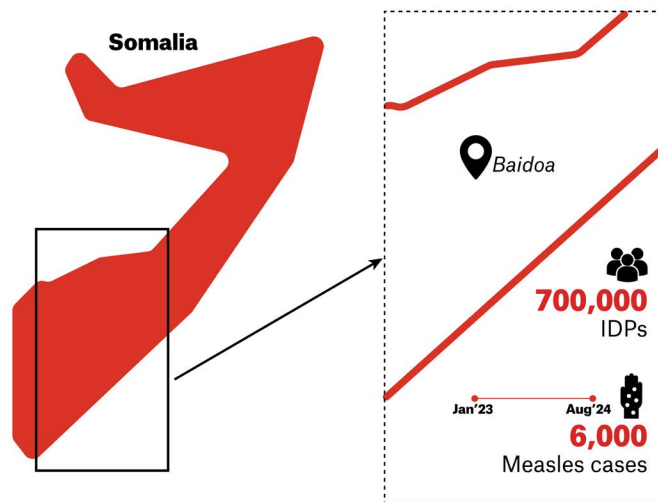 Somalia
Baidoa
700,000
IDPs
Jan'23
Aug'24
6,000
Measles cases